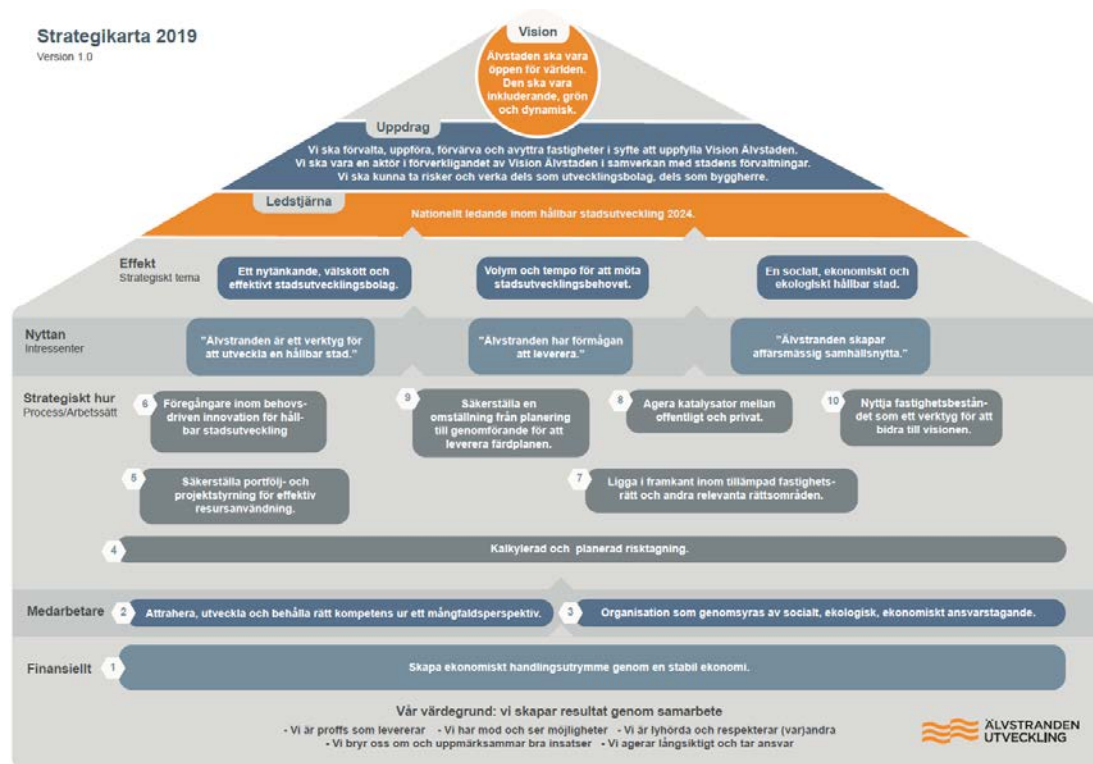 Strategikarta 2019
Version 1.0
Vision
Älvstaden ska vara
öppen för världen.
Den ska vara
inkluderande, grön
och dynamisk.
Uppdrag
Vi ska förvalta, uppföra, förvärva och avyttra fastigheter i syfte att uppfylla Vision Älvstaden.
Vi ska vara en aktör i förverkligandet av Vision Älvstaden i samverkan med stadens förvaltningar.
Vi ska kunna ta risker och verka dels som utvecklingsbolag, dels som byggherre.
Ledstjärna
Nationellt ledande inom hållbar stadsutveckling 2024.
Effekt
Strategiskt tema
Ett nytänkande, välskött och
effektivt stadsutvecklingsbolag.
Volym och tempo för att möta
stadsutvecklingsbehovet.
En socialt, ekonomiskt och
ekologiskt hållbar stad.
Nyttan
Intressenter
"Älvstranden är ett verktyg för
att utveckla en hållbar stad."
"Älvstranden har förmågan
att leverera."
"Älvstranden skapar
affärsmässig samhällsnytta."
Strategiskt hur
Process/Arbetssätt
6
Föregångare inom behovs-
driven innovation för håll-
bar stadsutveckling
9
Säkerställa en
omställning från planering
till genomförande för att
leverera färdplanen.
8
Agera katalysator mellan
offentligt och privat.
10
Nyttja fastighetsbestån-
det som ett verktyg för att
bidra till visionen.
5
Säkerställa portfölj- och
projektstyrning för effektiv
resursanvändning.
7
Ligga i framkant inom tillämpad fastighets-
rätt och andra relevanta rättsområden.
4
Kalkylerad och planerad risktagning.
Medarbetare
2
Attrahera, utveckla och behålla rätt kompetens ur ett mångfaldsperspektiv.
3
Organisation som genomsyras av socialt, ekologisk, ekonomiskt ansvarstagande.
Finansiellt
1
Skapa ekonomiskt handlingsutrymme genom en stabil ekonomi.
Vår värdegrund: vi skapar resultat genom samarbete
- Vi är proffs som levererar - Vi har mod och ser möjligheter - Vi är lyhörda och respekterar (var)andra
- Vi bryr oss om och uppmärksammar bra insatser - Vi agerar långsiktigt och tar ansvar
ÄLVSTRANDEN
UTVECKLING